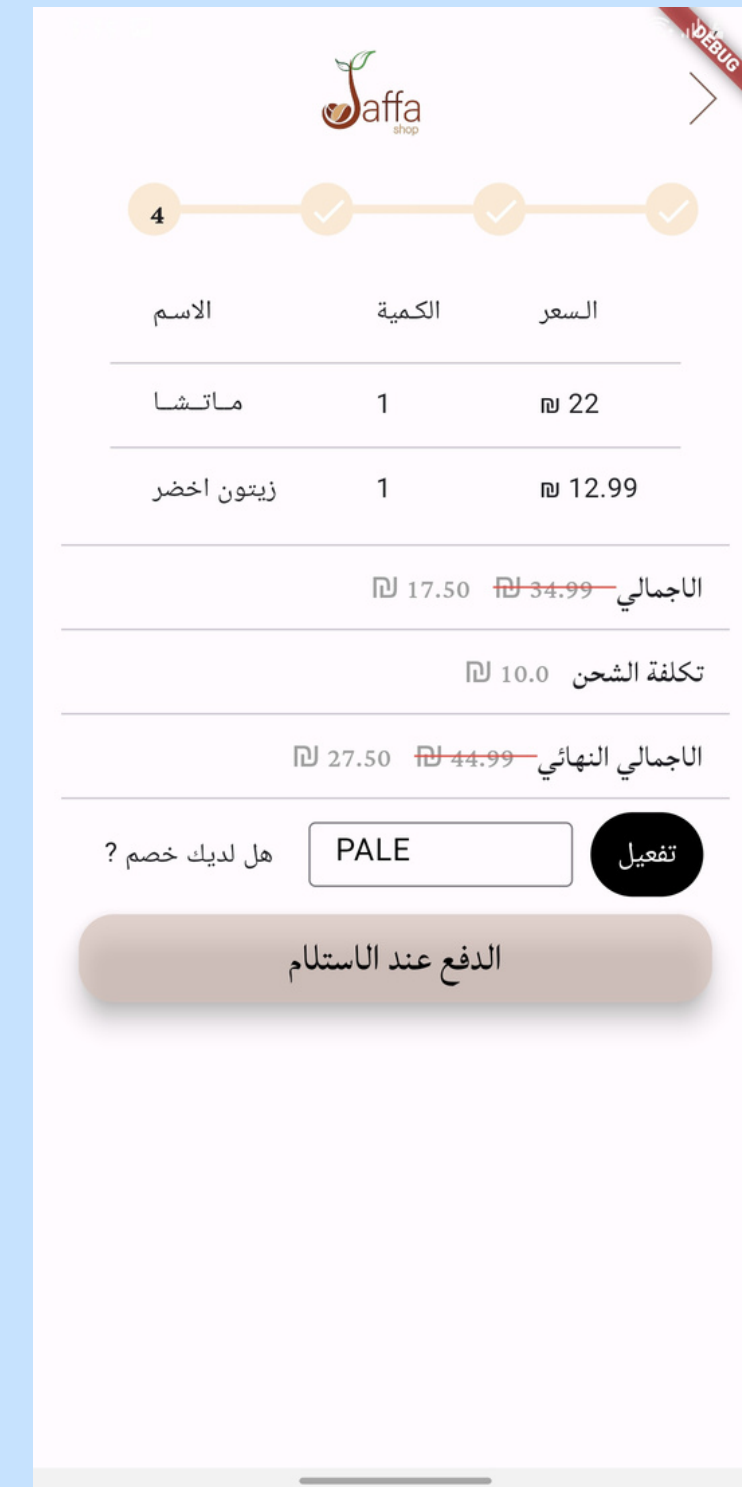 DEBUG
Jaffa
shop
4
الاسم الكمية السعر
ماتشا 1 22 ₪
زيتون اخضر 1 12.99 ₪
الاجمالي 34.99 ₪ 17.50 ₪
تكلفة الشحن 10.0 ₪
الاجمالي النهائي 44.99 ₪ 27.50 ₪
هل لديك خصم ? PALE تفعيل
الدفع عند الاستلام